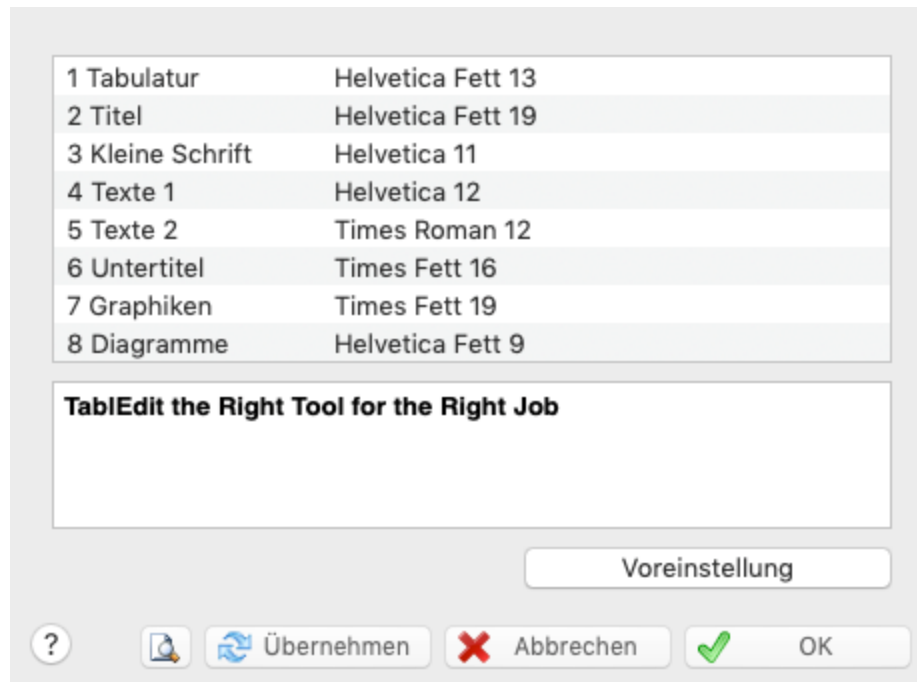 1 Tabulatur Helvetica Fett 13
2 Titel Helvetica Fett 19
3 Kleine Schrift Helvetica 11
4 Texte 1 Helvetica 12
5 Texte 2 Times Roman 12
6 Untertitel Times Fett 16
7 Graphiken Times Fett 19
8 Diagramme Helvetica Fett 9
TablEdit the Right Tool for the Right Job
Voreinstellung
? Übernehmen Abbrechen OK